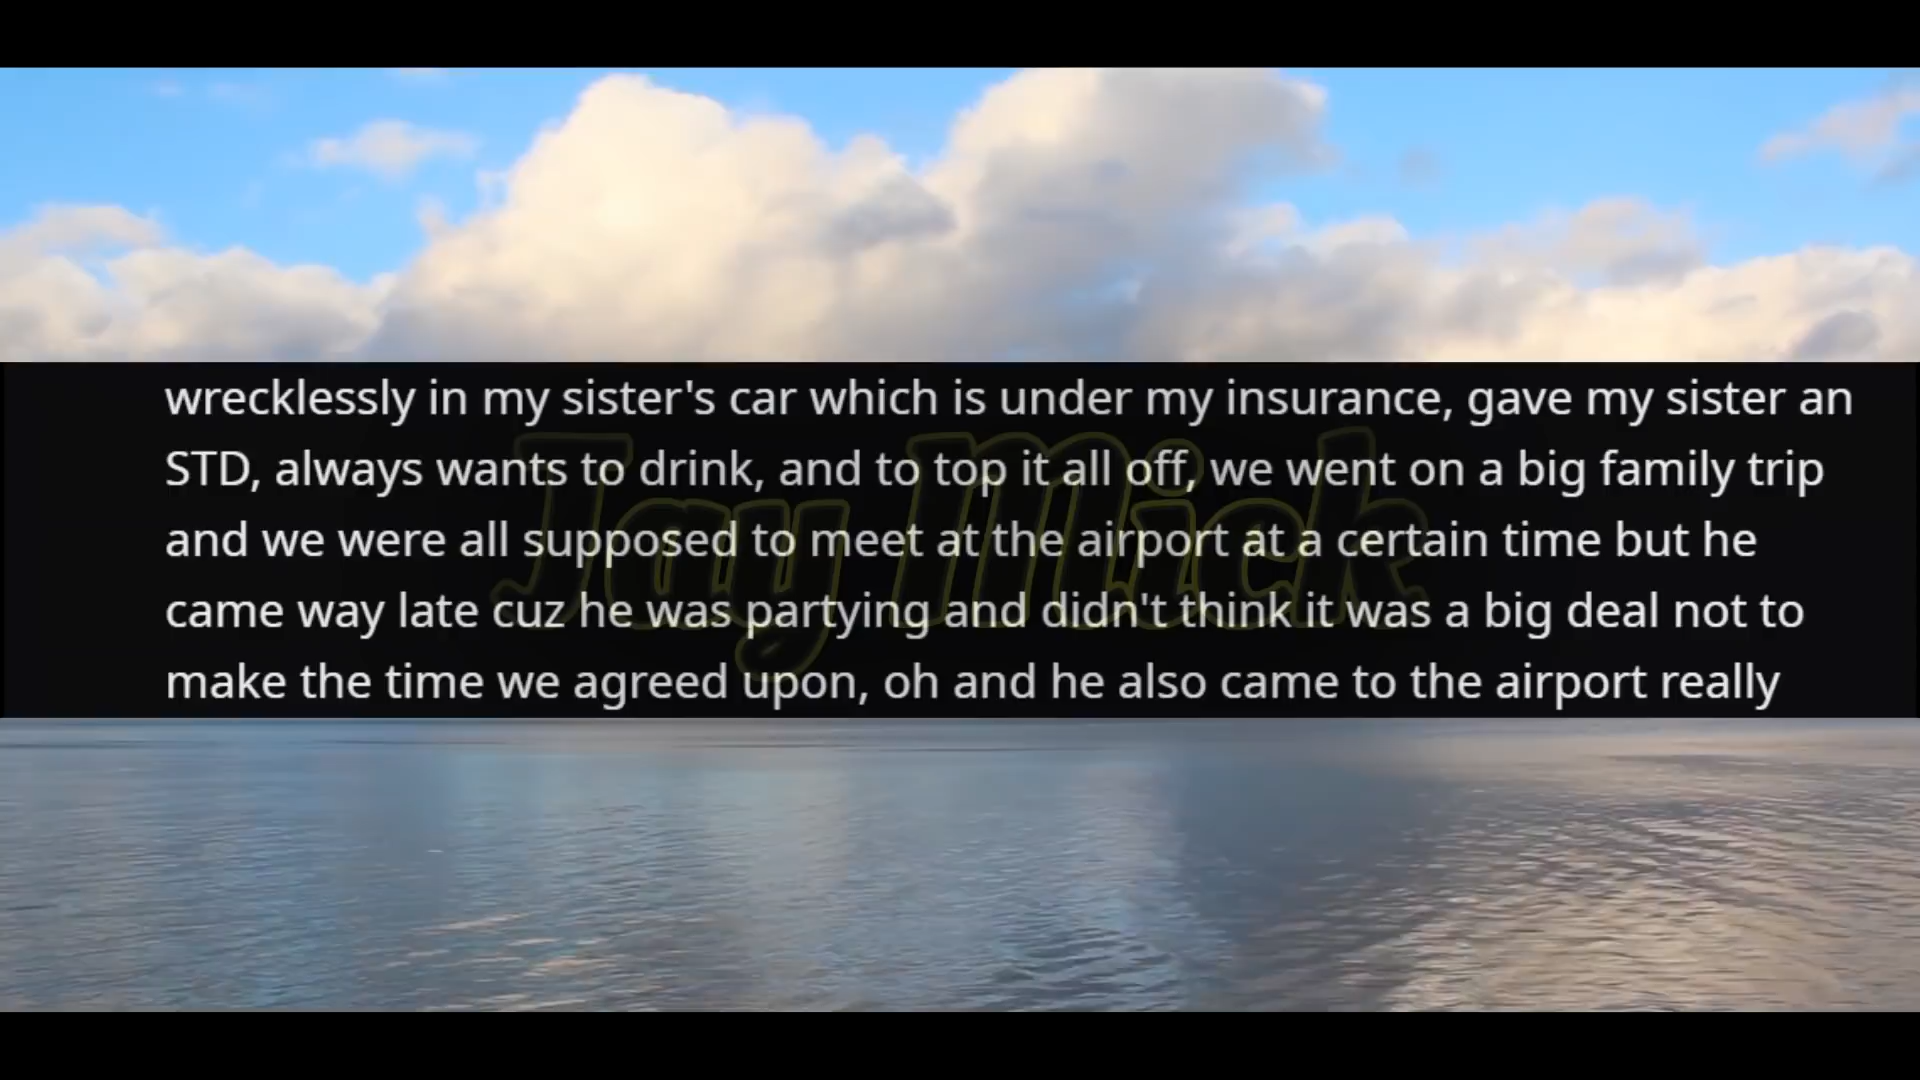 wrecklessly in my sister's car which is under my insurance, gave my sister an
STD, always wants to drink, and to top it all off, we went on a big family trip
and we were all supposed to meet at the airport at a certain time but he
came way late cuz he was partying and didn't think it was a big deal not to
make the time we agreed upon, oh and he also came to the airport really
Jay Mick